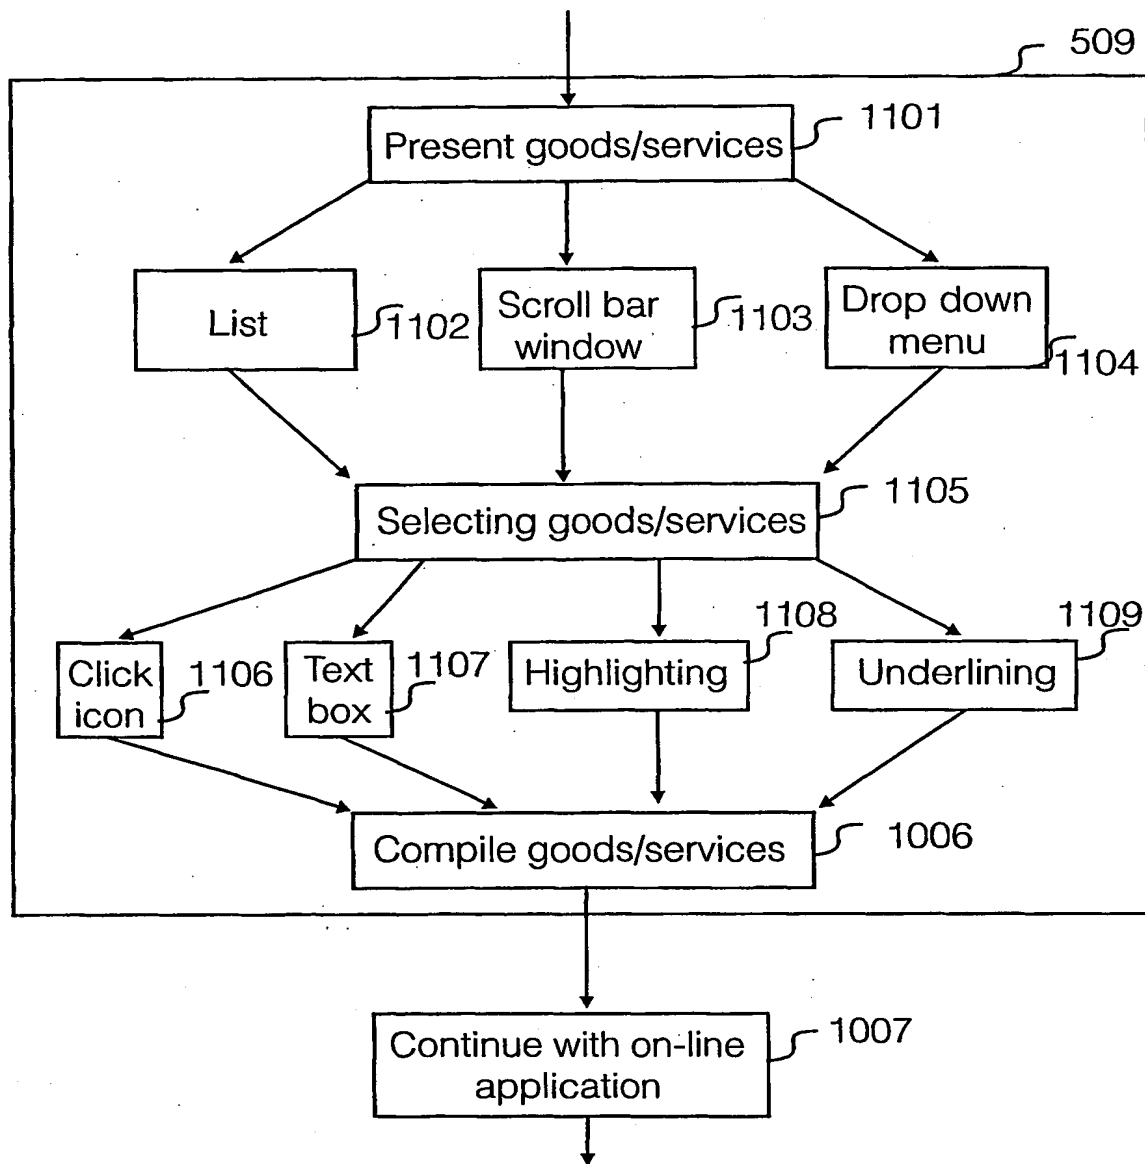 509
Present goods/services
1101
List
1102
Scroll bar
window
1103
Drop down
menu
1104
Selecting goods/services
1105
Click
icon
1106
Text
box
1107
Highlighting
1108
Underlining
1109
Compile goods/services
1006
Continue with on-line
application
1007